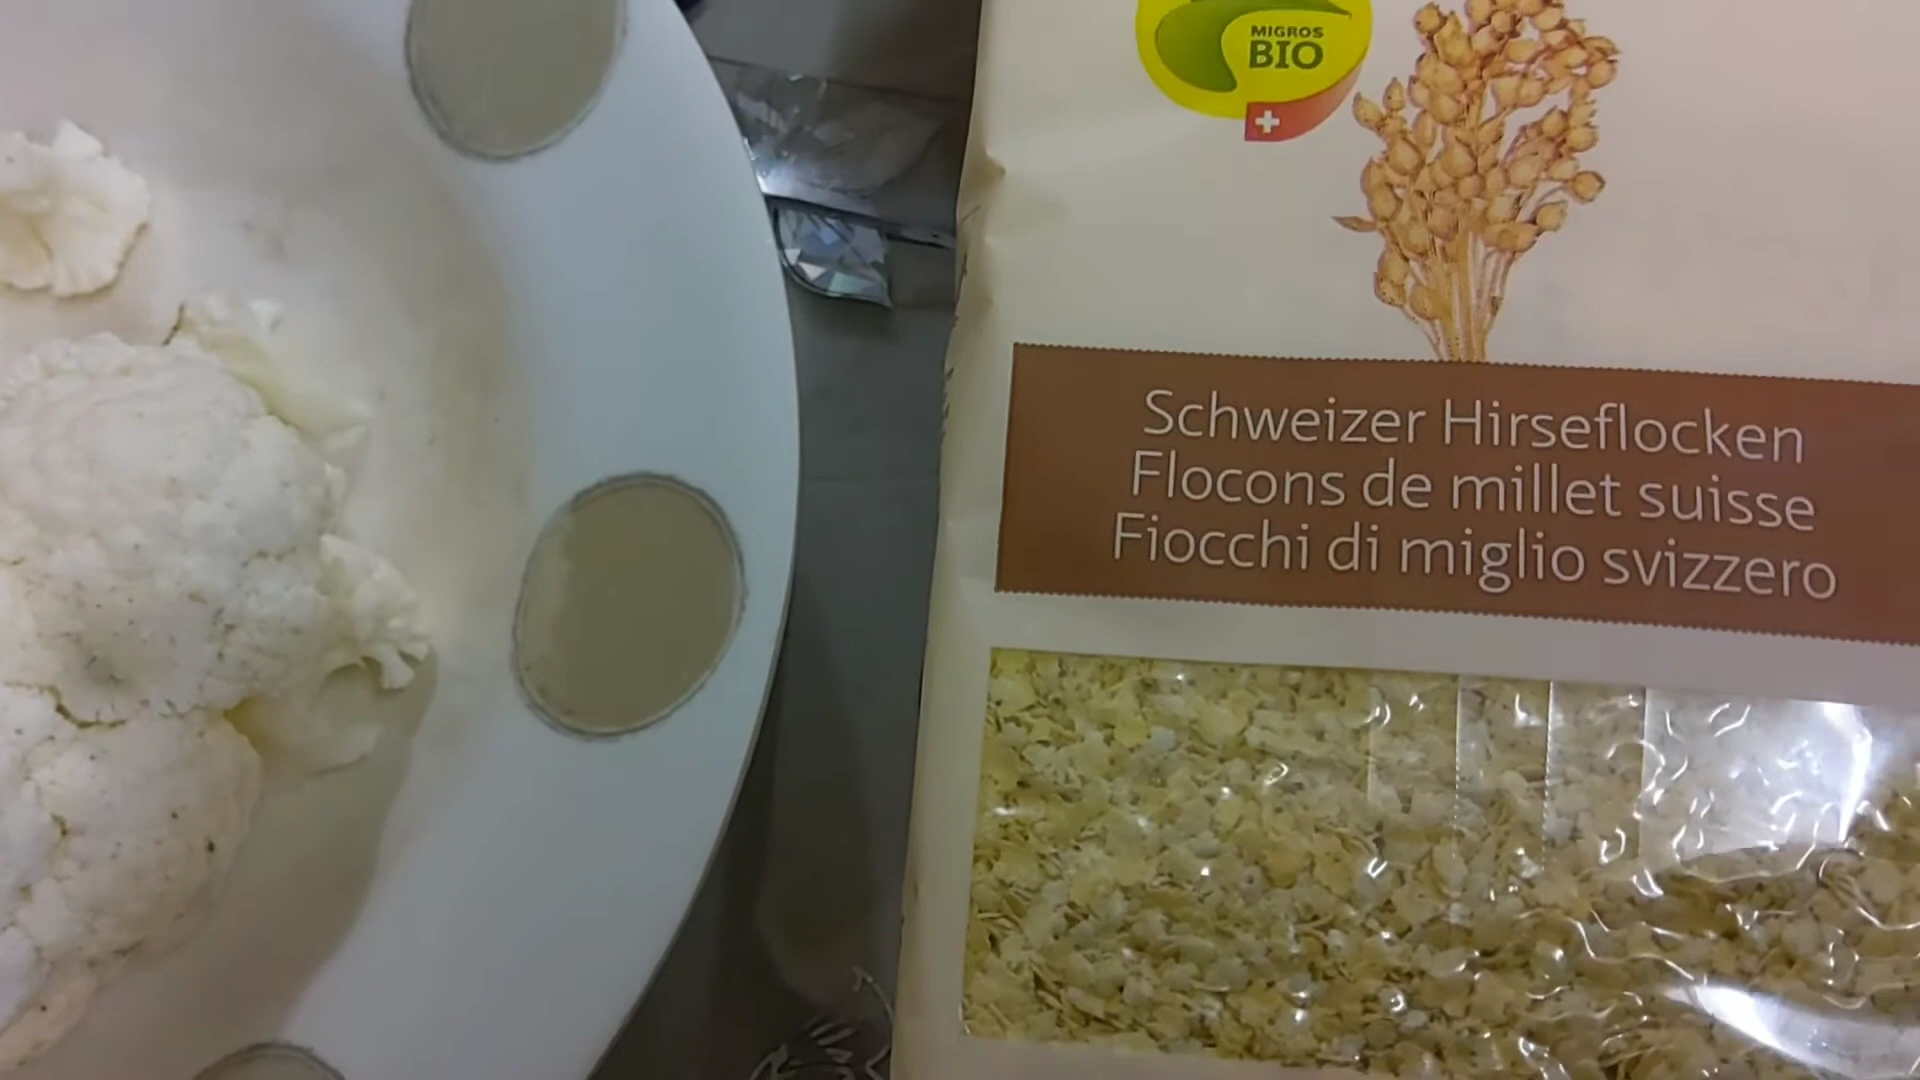 MIGROS
BIO
Schweizer Hirseflocken
Flocons de millet suisse
Fiocchi di miglio svizzero